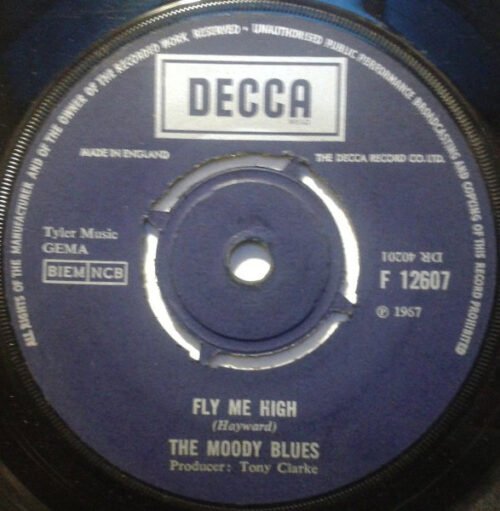 ALL RIGHTS OF THE MANUFACTURER AND OF THE OWNER OF THE RECORDED WORK RESERVED - UNAUTHORISED PUBLIC PERFORMANCE BROADCASTING AND COPYING OF THIS RECORD PROHIBITED
DECCA
MADE IN ENGLAND
THE DECCA RECORD CO. LTD.
Tyler Music
GEMA
BIEM NCB
DR 40201
F 12607
℗ 1967
FLY ME HIGH
(Hayward)
THE MOODY BLUES
Producer: Tony Clarke